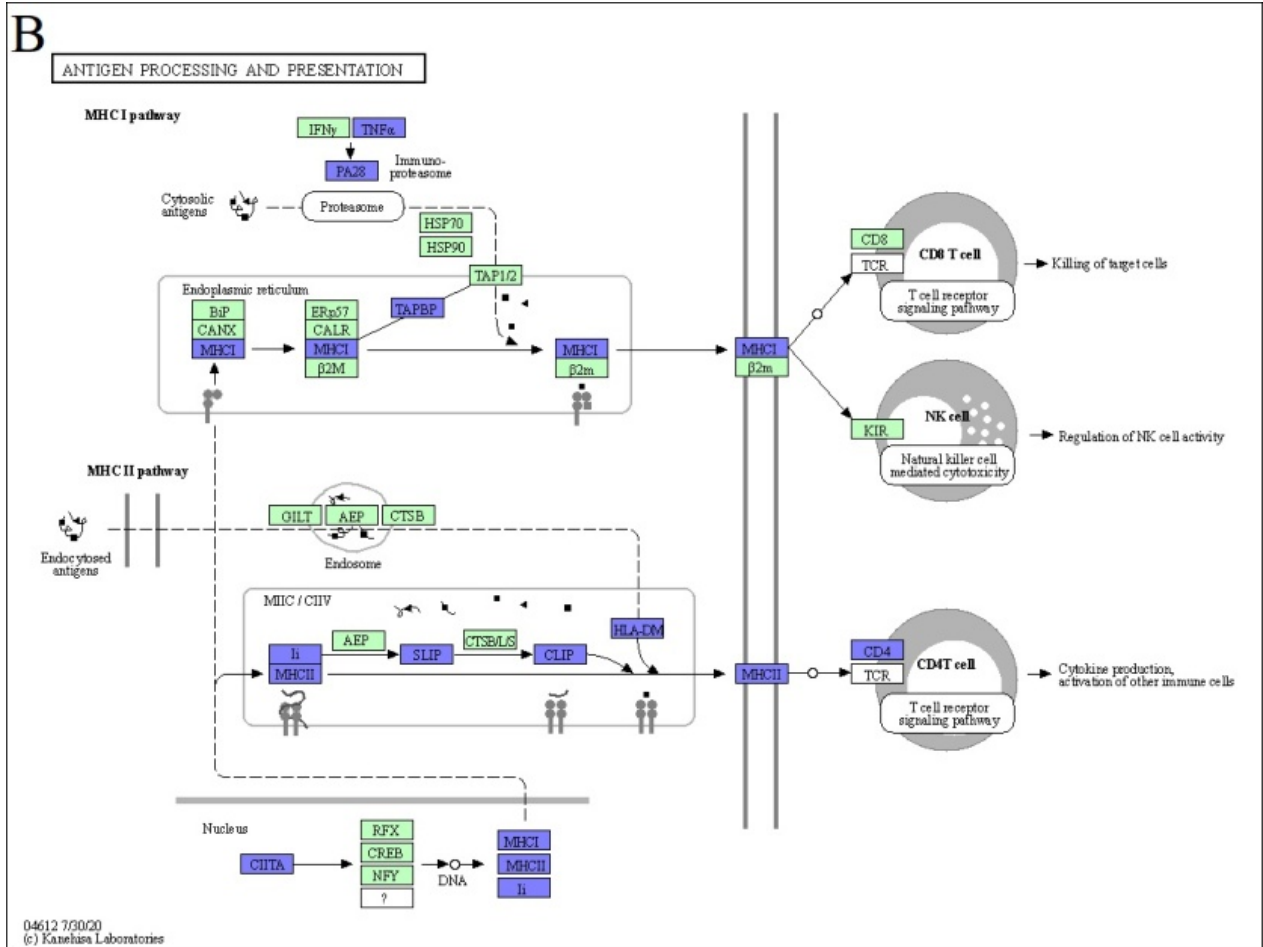 B
ANTIGEN PROCESSING AND PRESENTATION
MHC I pathway
IFNγ
TNFα
PA28
Immuno-
proteasome
Cytosolic
antigens
Proteasome
HSP70
HSP90
TAP1/2
Endoplasmic reticulum
BiP
CANX
MHCI
ERp57
CALR
MHCI
β2M
TAPBP
MHCI
β2m
MHCI
β2m
CD8
TCR
CD8 T cell
T cell receptor
signaling pathway
Killing of target cells
KIR
NK cell
Natural killer cell
mediated cytotoxicity
Regulation of NK cell activity
MHC II pathway
Endocytosed
antigens
GILT
AEP
CTSB
Endosome
MIIC / CIIV
Ii
MHCII
AEP
SLIP
CTSB/L/S
CLIP
HLA-DM
MHCII
CD4
TCR
CD4T cell
T cell receptor
signaling pathway
Cytokine production,
activation of other immune cells
Nucleus
CIITA
RFX
CREB
NFY
?
DNA
MHCI
MHCII
Ii
04612 7/30/20
(c) Kanehisa Laboratories